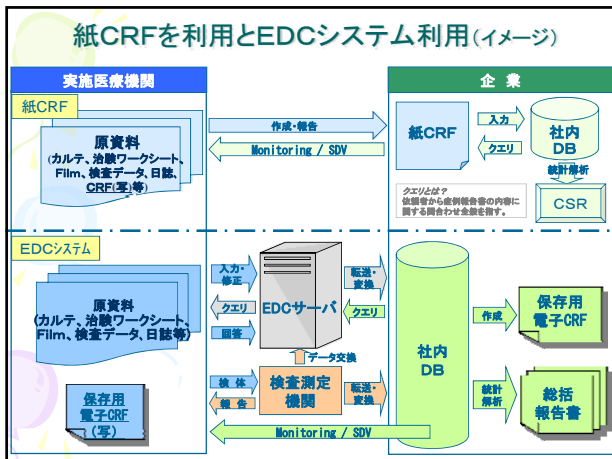 紙CRFを利用とEDCシステム利用(イメージ)
実施医療機関
企 業
紙CRF
原資料
(カルテ、治験ワークシート、
Film、検査データ、日誌、
CRF(写)等)
作成・報告
Monitoring / SDV
紙CRF
入力
クエリ
社内
DB
統計解析
CSR
クエリとは?
依頼者から症例報告書の内容に
関する問合わせ全般を指す。
EDCシステム
原資料
(カルテ、治験ワークシート、
Film、検査データ、日誌等)
入力・
修正
クエリ
回答
EDCサーバ
転送・
変換
クエリ
データ交換
社内
DB
作成
保存用
電子CRF
保存用
電子CRF
(写)
検体
報告
検査測定
機関
転送・
変換
統計
解析
総括
報告書
Monitoring / SDV